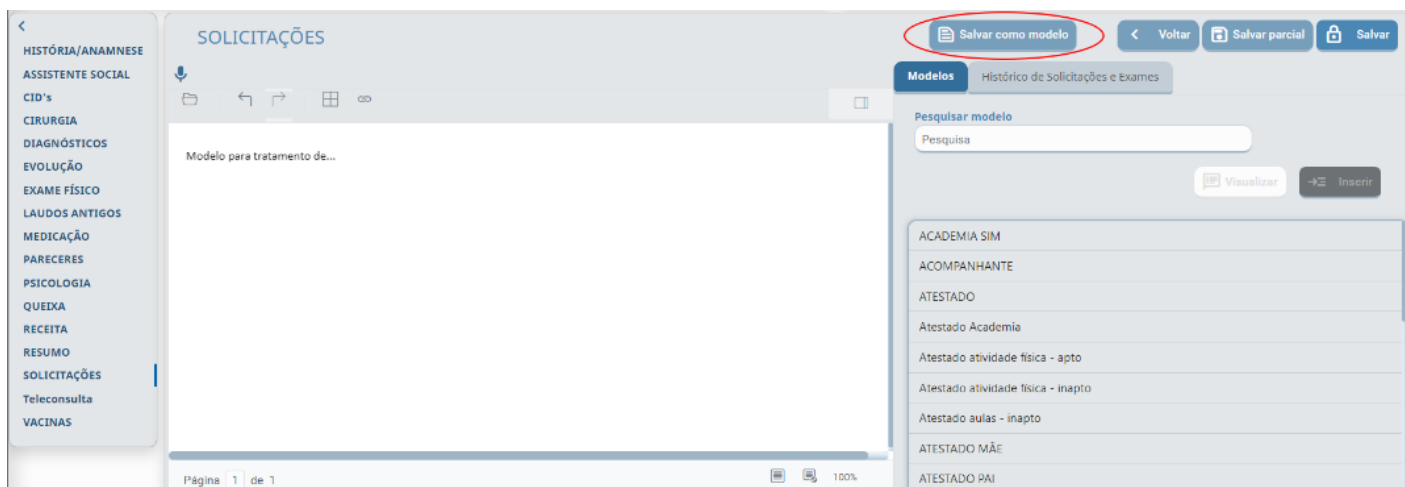 HISTÓRIA/ANAMNESE
ASSISTENTE SOCIAL
CID's
CIRURGIA
DIAGNÓSTICOS
EVOLUÇÃO
EXAME FÍSICO
LAUDOS ANTIGOS
MEDICAÇÃO
PARECERES
PSICOLOGIA
QUEIXA
RECEITA
RESUMO
SOLICITAÇÕES
Teleconsulta
VACINAS
SOLICITAÇÕES
Modelo para tratamento de...
Página 1 de 1
100%
Salvar como modelo
Voltar
Salvar parcial
Salvar
Modelos
Histórico de Solicitações e Exames
Pesquisar modelo
Pesquisa
Visualizar
Inserir
ACADEMIA SIM
ACOMPANHANTE
ATESTADO
Atestado Academia
Atestado atividade física - apto
Atestado atividade física - inapto
Atestado aulas - inapto
ATESTADO MÃE
ATESTADO PAI